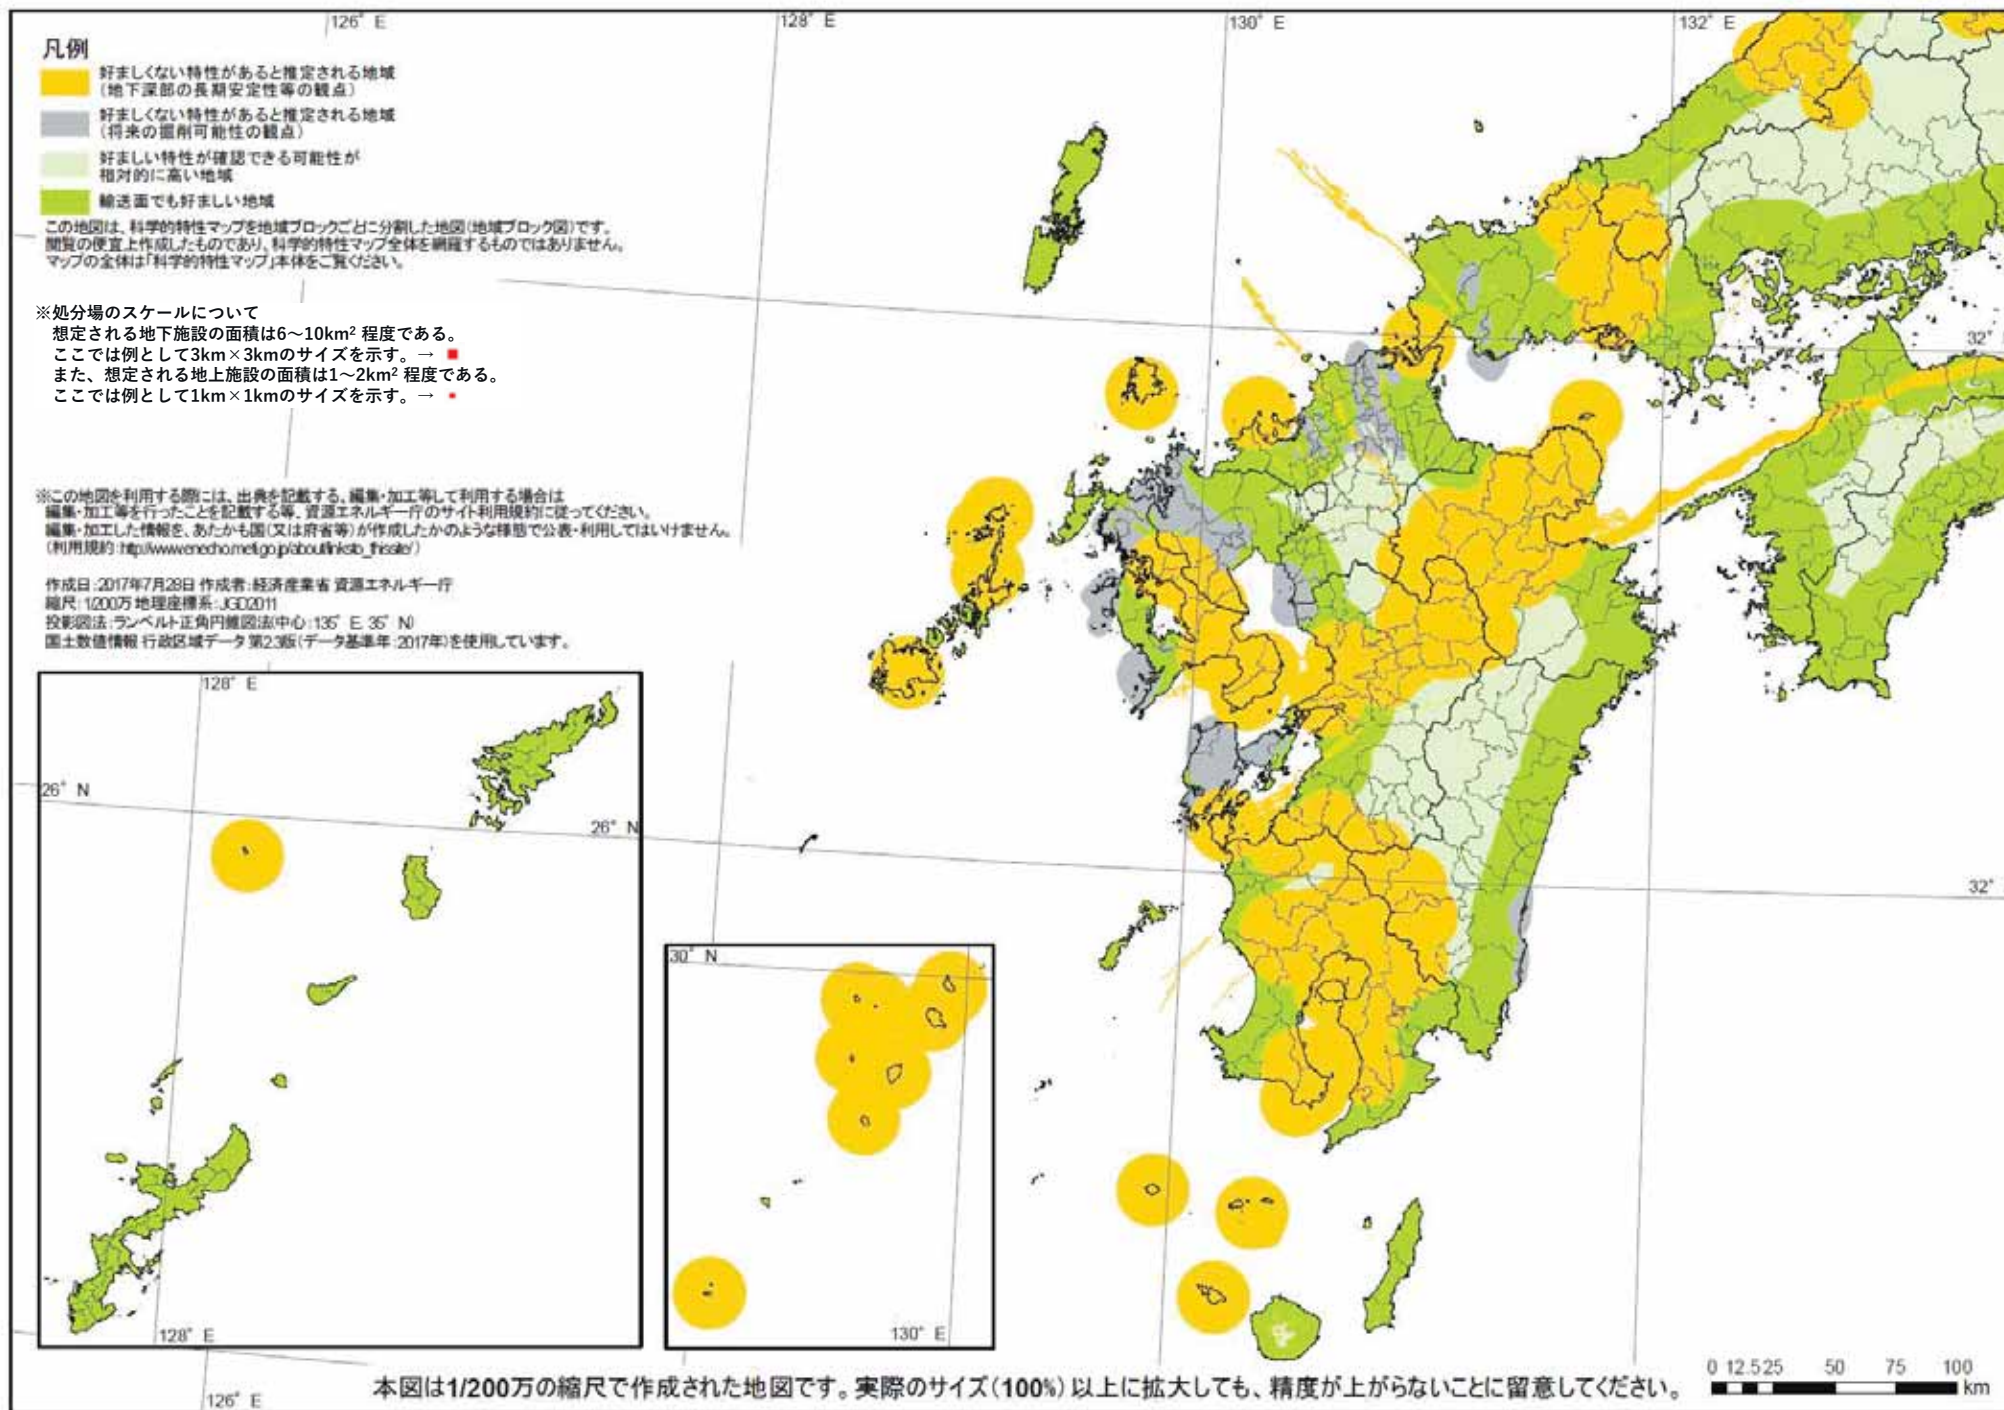 126° E
128° E
130° E
132° E
凡例
好ましくない特性があると推定される地域
(地下深部の長期安定性等の観点)
好ましくない特性があると推定される地域
(将来の掘削可能性の観点)
好ましい特性が確認できる可能性が
相対的に高い地域
輸送面でも好ましい地域
この地図は、科学的特性マップを地域ブロックごとに分割した地図(地域ブロック図)です。
閲覧の便宜上作成したものであり、科学的特性マップ全体を網羅するものではありません。
マップの全体は「科学的特性マップ」本体をご覧ください。
※処分場のスケールについて
想定される地下施設の面積は6～10km² 程度である。
ここでは例として3km×3kmのサイズを示す。→
また、想定される地上施設の面積は1～2km² 程度である。
ここでは例として1km×1kmのサイズを示す。→
32°
※この地図を利用する際には、出典を記載する、編集・加工等して利用する場合は
編集・加工等を行ったことを記載する等、資源エネルギー庁のサイト利用規約に従ってください。
編集・加工した情報を、あたかも国(又は府省等)が作成したかのような様態で公表・利用してはいけません。
(利用規約:http://www.enecho.meti.go.jp/about/linksto_thissite/)
作成日:2017年7月28日 作成者:経済産業省 資源エネルギー庁
縮尺:1/200万 地理座標系:JGD2011
投影図法:ランベルト正角円錐図法(中心:135° E, 35° N)
国土数値情報 行政区域データ 第2.3版(データ基準年:2017年)を使用しています。
128° E
26° N
26° N
32°
30° N
130° E
128° E
126° E
本図は1/200万の縮尺で作成された地図です。実際のサイズ(100%)以上に拡大しても、精度が上がらないことに留意してください。
0 12.5 25 50 75 100
km